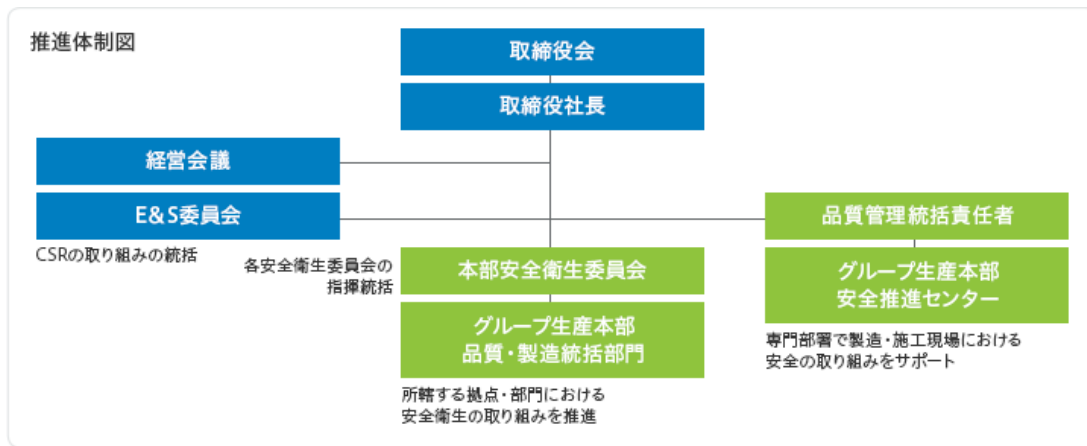 推進体制図
取締役会
取締役社長
経営会議
E&S委員会
CSRの取り組みの統括
品質管理統括責任者
各安全衛生委員会の
指揮統括
本部安全衛生委員会
グループ生産本部
品質・製造統括部門
所轄する拠点・部門における
安全衛生の取り組みを推進
グループ生産本部
安全推進センター
専門部署で製造・施工現場における
安全の取り組みをサポート